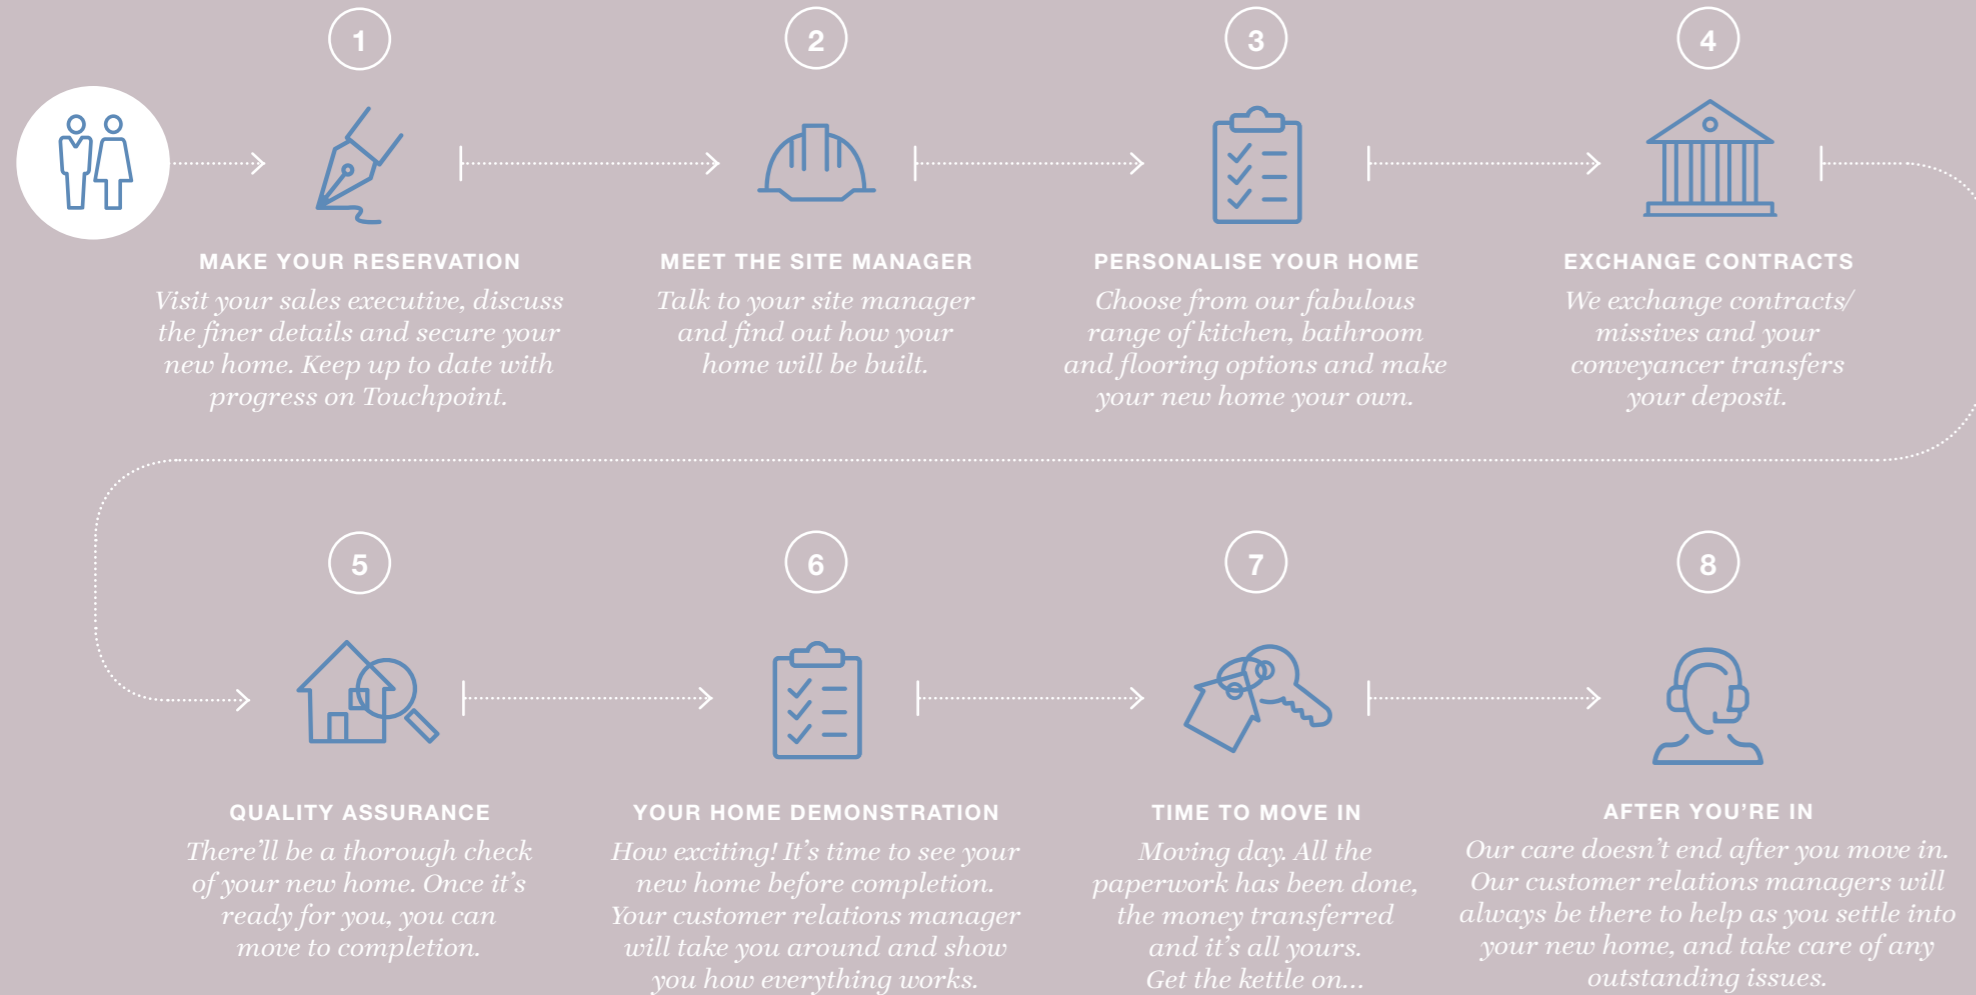 1
MAKE YOUR RESERVATION
Visit your sales executive, discuss
the finer details and secure your
new home. Keep up to date with
progress on Touchpoint.
2
MEET THE SITE MANAGER
Talk to your site manager
and find out how your
home will be built.
3
PERSONALISE YOUR HOME
Choose from our fabulous
range of kitchen, bathroom
and flooring options and make
your new home your own.
4
EXCHANGE CONTRACTS
We exchange contracts/
missives and your
conveyancer transfers
your deposit.
5
QUALITY ASSURANCE
There’ll be a thorough check
of your new home. Once it’s
ready for you, you can
move to completion.
6
YOUR HOME DEMONSTRATION
How exciting! It’s time to see your
new home before completion.
Your customer relations manager
will take you around and show
you how everything works.
7
TIME TO MOVE IN
Moving day. All the
paperwork has been done,
the money transferred
and it’s all yours.
Get the kettle on...
8
AFTER YOU’RE IN
Our care doesn’t end after you move in.
Our customer relations managers will
always be there to help as you settle into
your new home, and take care of any
outstanding issues.